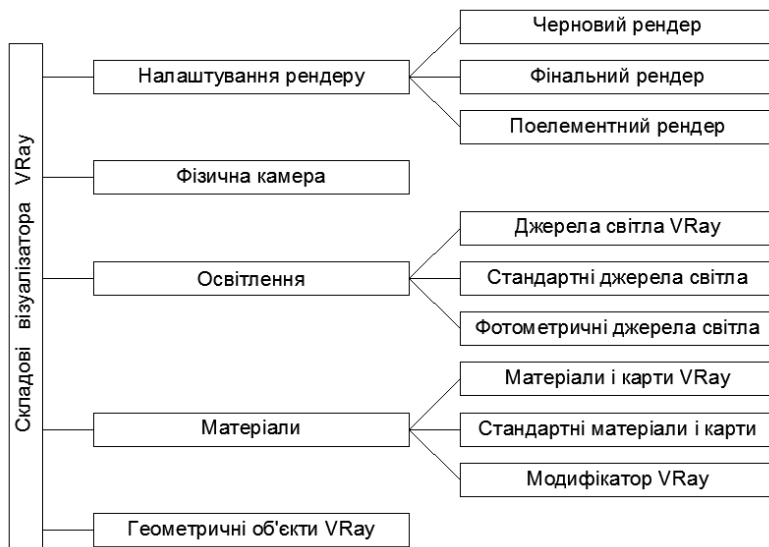 Складові візуалізатора VRay
Налаштування рендеру
Черновий рендер
Фінальний рендер
Поелементний рендер
Фізична камера
Освітлення
Джерела світла VRay
Стандартні джерела світла
Фотометричні джерела світла
Матеріали
Матеріали і карти VRay
Стандартні матеріали і карти
Модифікатор VRay
Геометричні об'єкти VRay